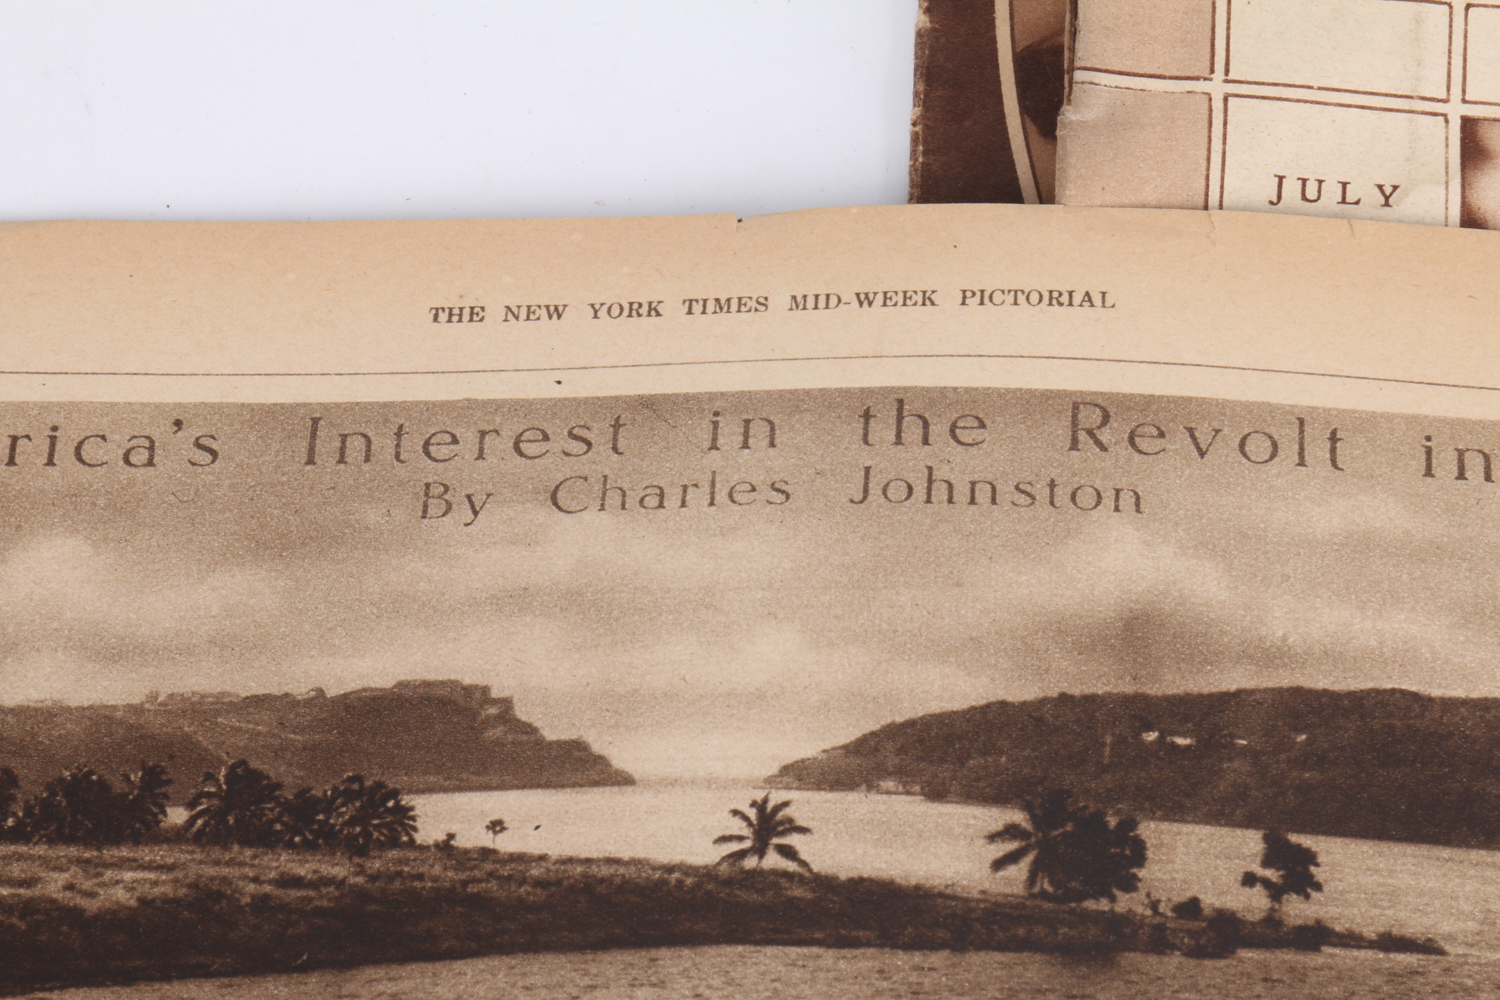 JULY
THE NEW YORK TIMES MID-WEEK PICTORIAL
rica's Interest in the Revolt in
By Charles Johnston